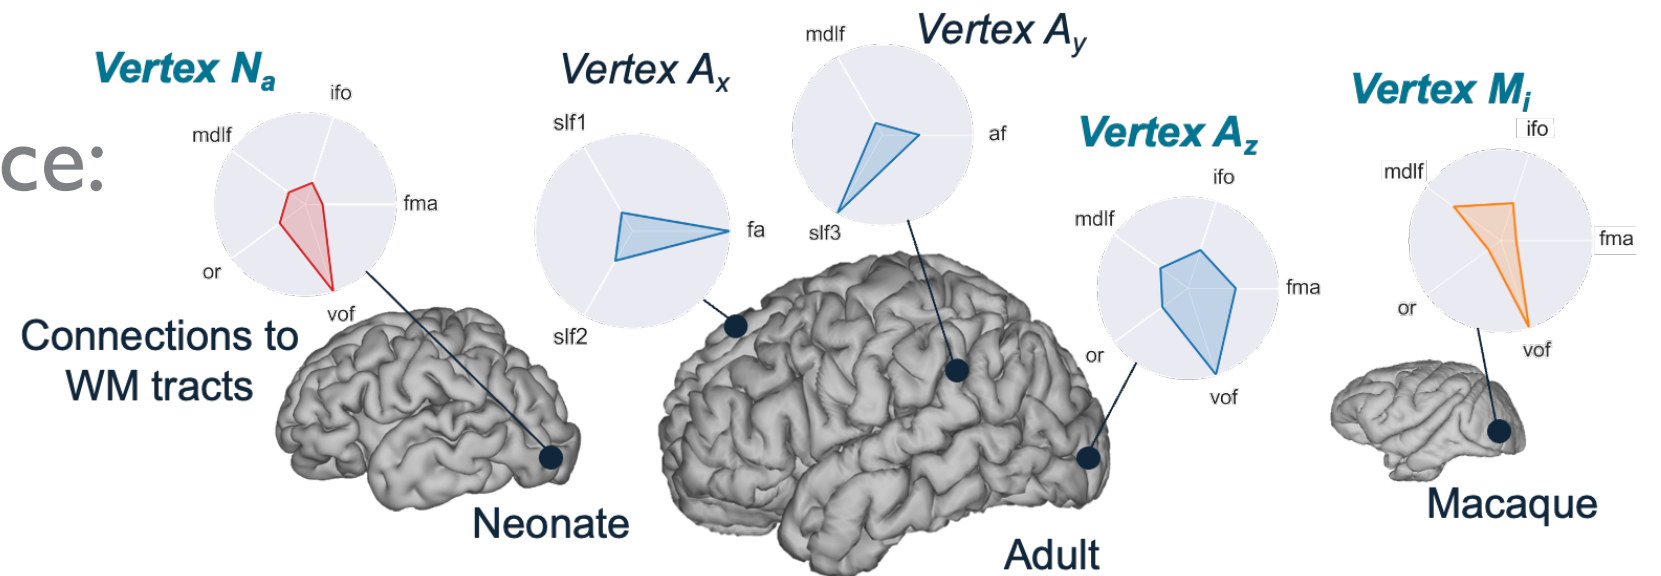 ce:
Vertex Na
ifo
mdlf
fma
or
vof
Connections to
WM tracts
Neonate
Vertex Ax
slf1
fa
slf2
Vertex Ay
mdlf
af
slf3
Adult
Vertex Az
ifo
mdlf
fma
or
vof
Vertex Mi
ifo
mdlf
fma
or
vof
Macaque